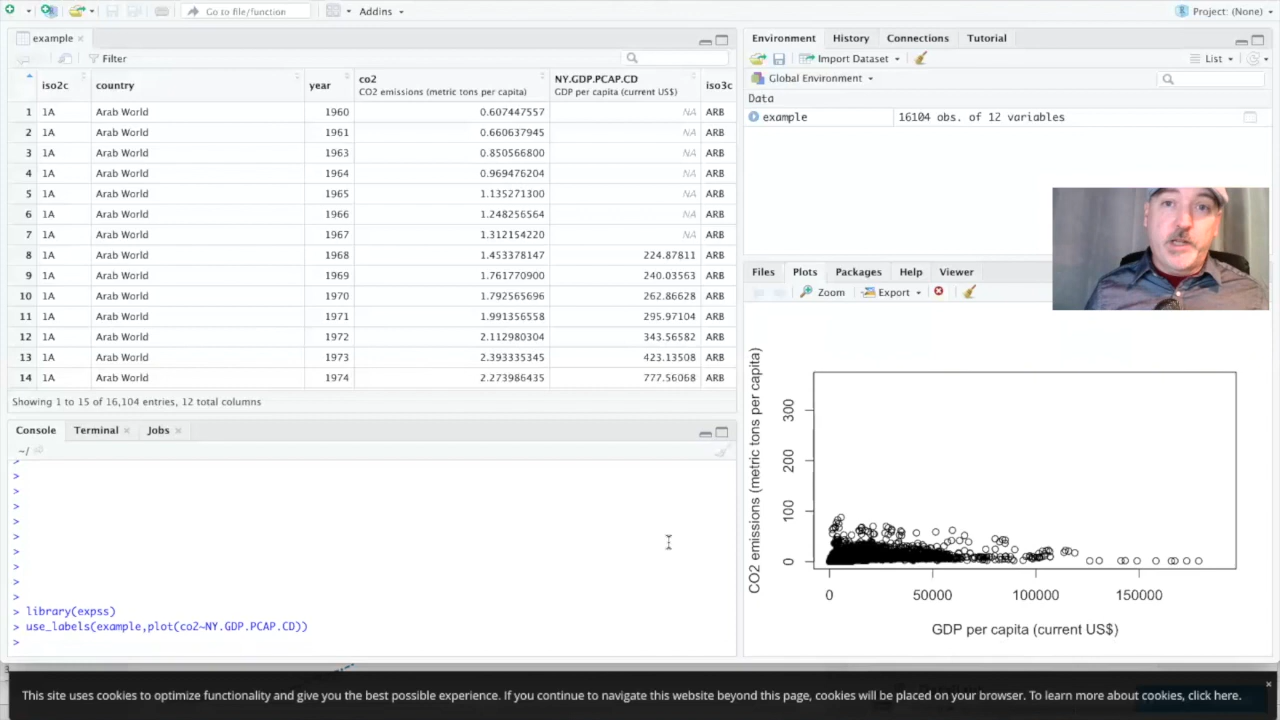 Go to file/function
Addins
Project: (None)
example
Filter
iso2c country year co2 NY.GDP.PCAP.CD iso3c
CO2 emissions (metric tons per capita) GDP per capita (current US$)
1 1A Arab World 1960 0.607447557 NA ARB
2 1A Arab World 1961 0.660637945 NA ARB
3 1A Arab World 1963 0.850566800 NA ARB
4 1A Arab World 1964 0.969476204 NA ARB
5 1A Arab World 1965 1.135271300 NA ARB
6 1A Arab World 1966 1.248256564 NA ARB
7 1A Arab World 1967 1.312154220 NA ARB
8 1A Arab World 1968 1.453378147 224.87811 ARB
9 1A Arab World 1969 1.761770900 240.03563 ARB
10 1A Arab World 1970 1.792565696 262.86628 ARB
11 1A Arab World 1971 1.991356558 295.97104 ARB
12 1A Arab World 1972 2.112980304 343.56582 ARB
13 1A Arab World 1973 2.393335345 423.13508 ARB
14 1A Arab World 1974 2.273986435 777.56068 ARB
Showing 1 to 15 of 16,104 entries, 12 total columns
Console Terminal Jobs
~/
>
>
>
>
>
>
>
>
>
>
> library(expss)
> use_labels(example,plot(co2~NY.GDP.PCAP.CD))
>
Environment History Connections Tutorial
Import Dataset List
Global Environment
Data
example 16104 obs. of 12 variables
Files Plots Packages Help Viewer
Zoom Export
CO2 emissions (metric tons per capita)
300
200
100
0
0 50000 100000 150000
GDP per capita (current US$)
This site uses cookies to optimize functionality and give you the best possible experience. If you continue to navigate this website beyond this page, cookies will be placed on your browser. To learn more about cookies, click here.